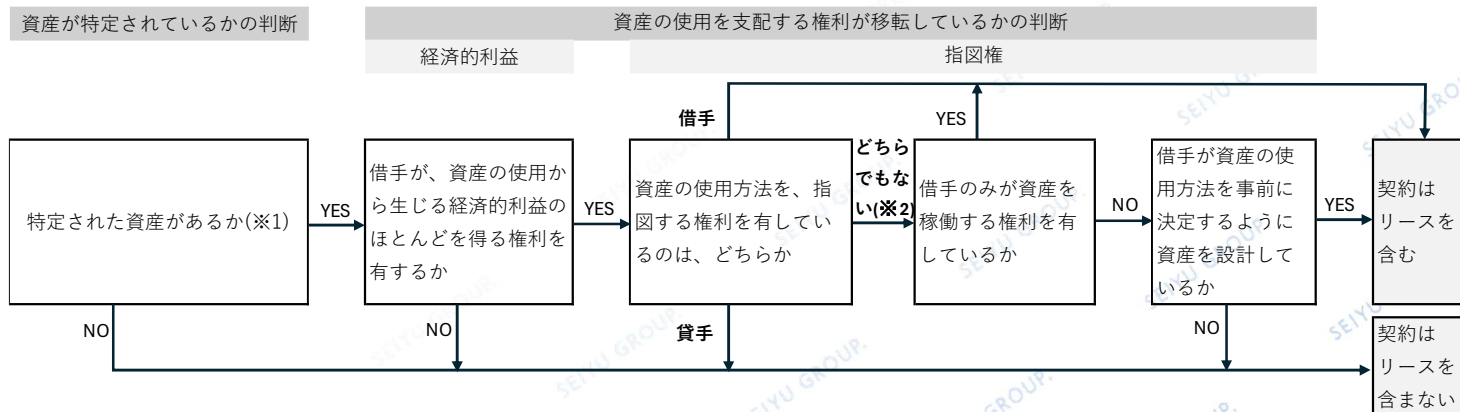 資産が特定されているかの判断
資産の使用を支配する権利が移転しているかの判断
経済的利益
指図権
特定された資産があるか(※1)
YES
NO
借手が、資産の使用か
ら生じる経済的利益の
ほとんどを得る権利を
有するか
YES
NO
資産の使用方法を、指
図する権利を有してい
るのは、どちらか
借手
貸手
どちら
でもな
い(※2)
借手のみが資産を
稼働する権利を有
しているか
YES
NO
借手が資産の使
用方法を事前に
決定するように
資産を設計して
いるか
YES
NO
契約は
リースを
含む
契約は
リースを
含まない
SEIYU GROUP.
SEIYU GROUP.
SEIYU GROUP.
SEIYU GROUP.
SEIYU GROUP.